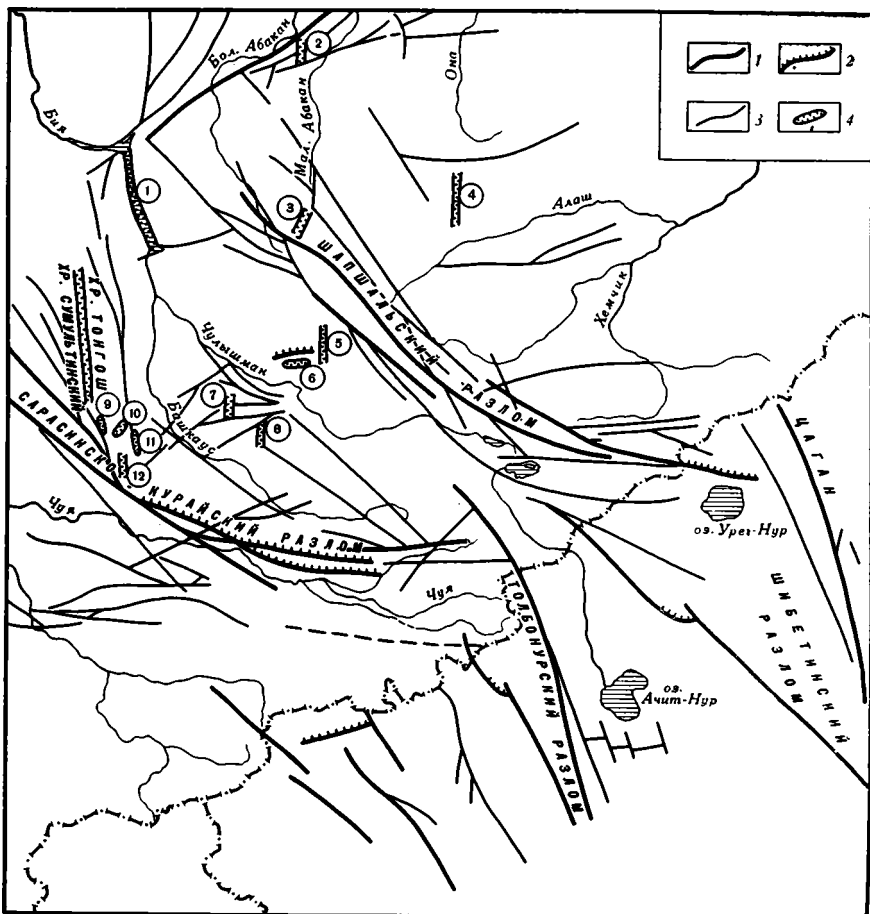 Бол. Абакан
2
Она
Бия
Мал. Абакан
1
2
3
4
1
3
4
Алаш
ШАПШАЛЬСКИЙ РАЗЛОМ
Хемчик
ХР. СУМУЛЬТИНСКИЙ
ХР. ТОНГОШ
Чулышман
5
6
7
8
9
10
11
12
Башкаус
САРАСИНСКО
КУРАЙСКИЙ РАЗЛОМ
Чуя
Чуя
ТОЛБОНУРСКИЙ РАЗЛОМ
ЦАГАН
ШИБЕТИНСКИЙ
РАЗЛОМ
оз. Урег-Нур
оз.
Ачит-Нур